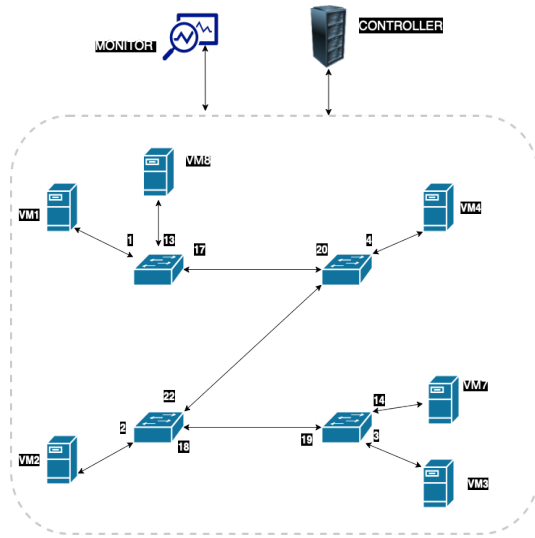 CONTROLLER
MONITOR
VM8
VM1
VM4
1
13
17
20
4
22
VM7
14
2
18
19
3
VM2
VM3